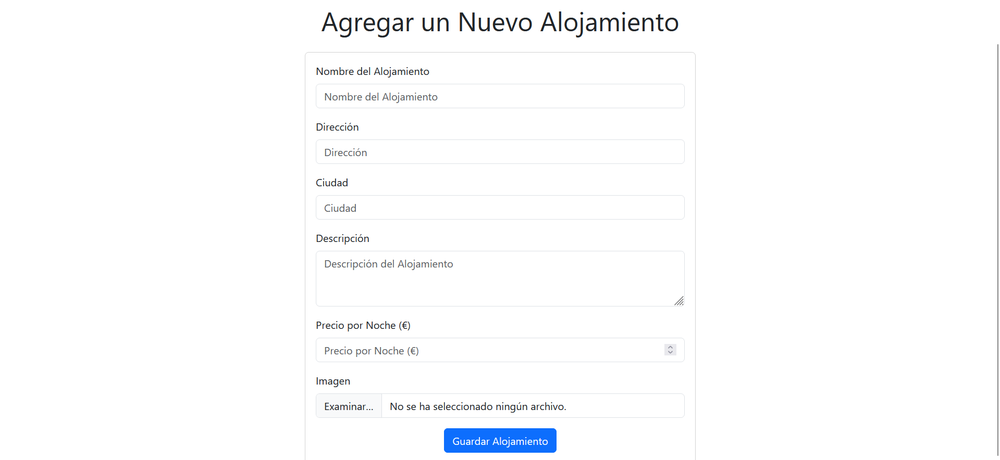 Agregar un Nuevo Alojamiento
Nombre del Alojamiento
Nombre del Alojamiento
Dirección
Dirección
Ciudad
Ciudad
Descripción
Descripción del Alojamiento
Precio por Noche (€)
Precio por Noche (€)
Imagen
Examinar... No se ha seleccionado ningún archivo.
Guardar Alojamiento